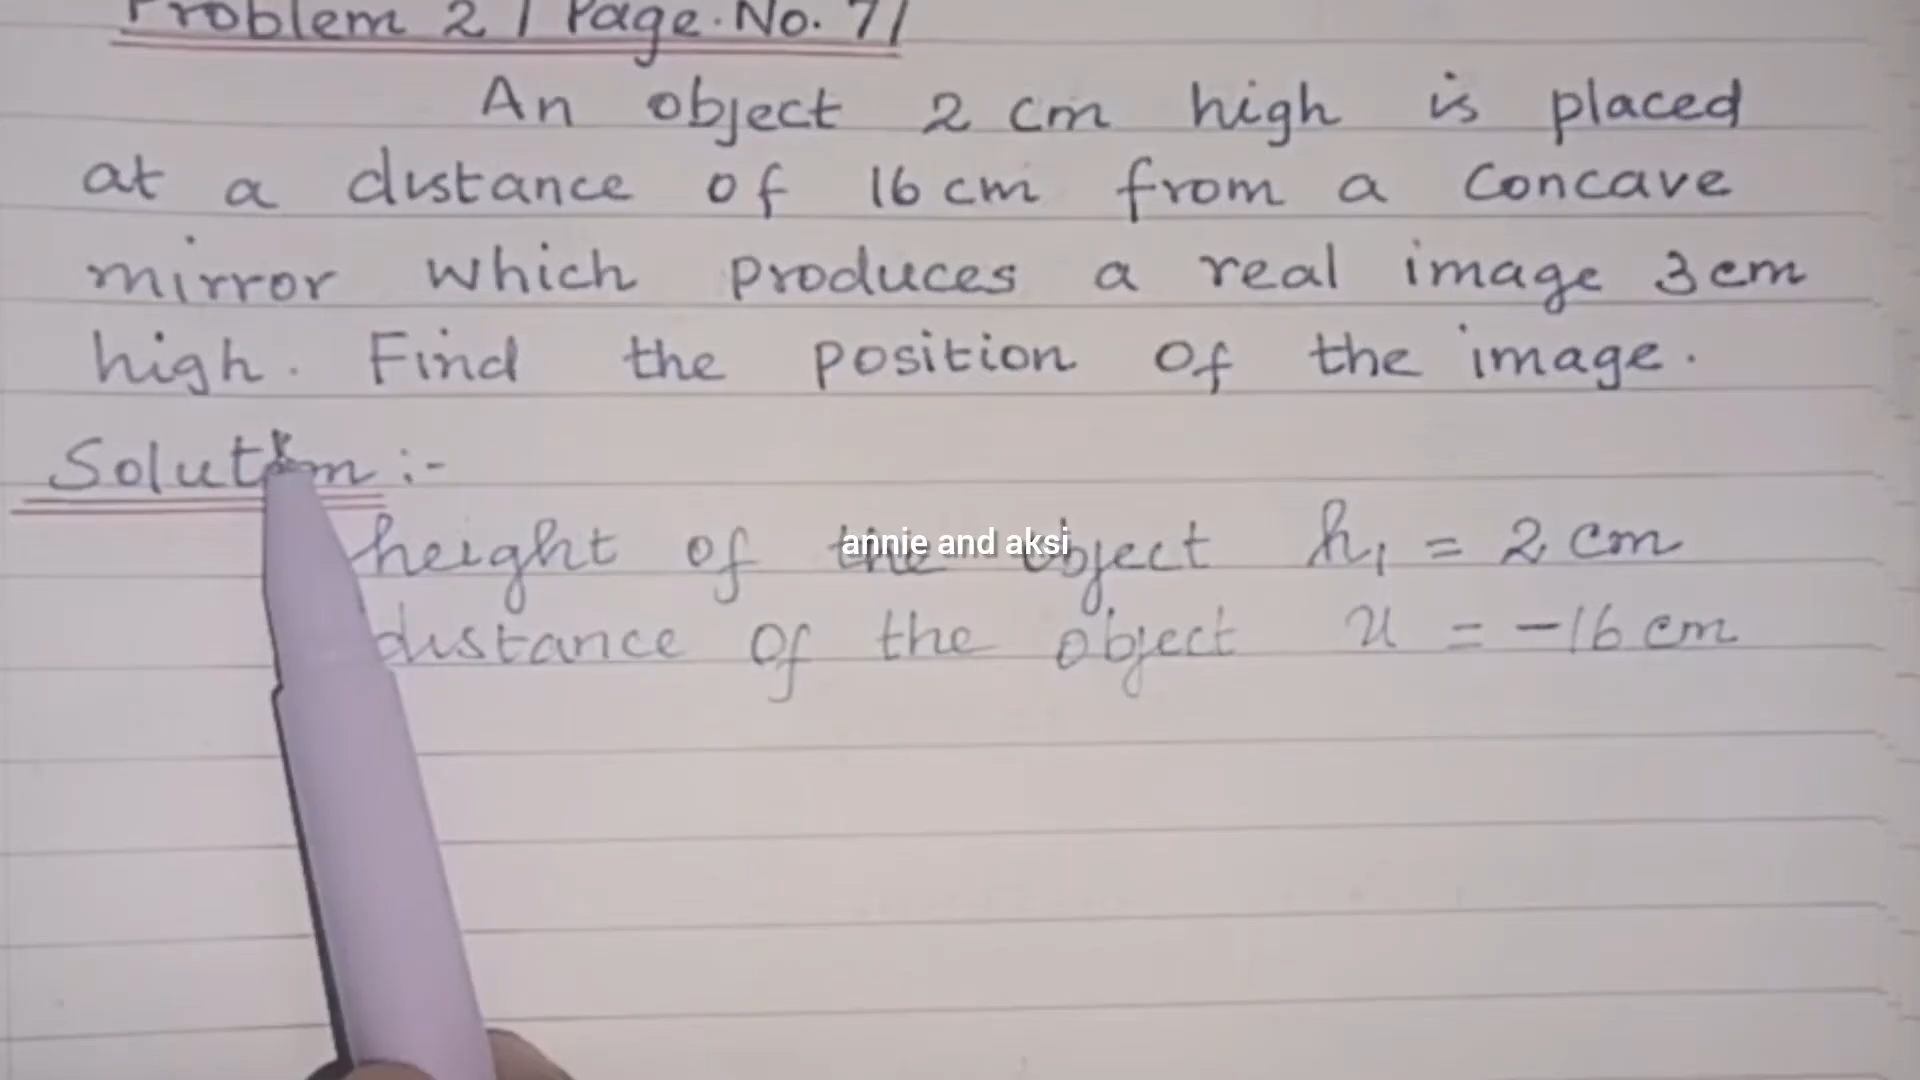 Problem 2 / Page. No. 71
An object 2 cm high is placed
at a distance of 16 cm from a concave
mirror which produces a real image 3 cm
high. Find the position of the image.
Solution :-
height of the object h₁ = 2 cm
annie and aksi
distance of the object u = -16 cm